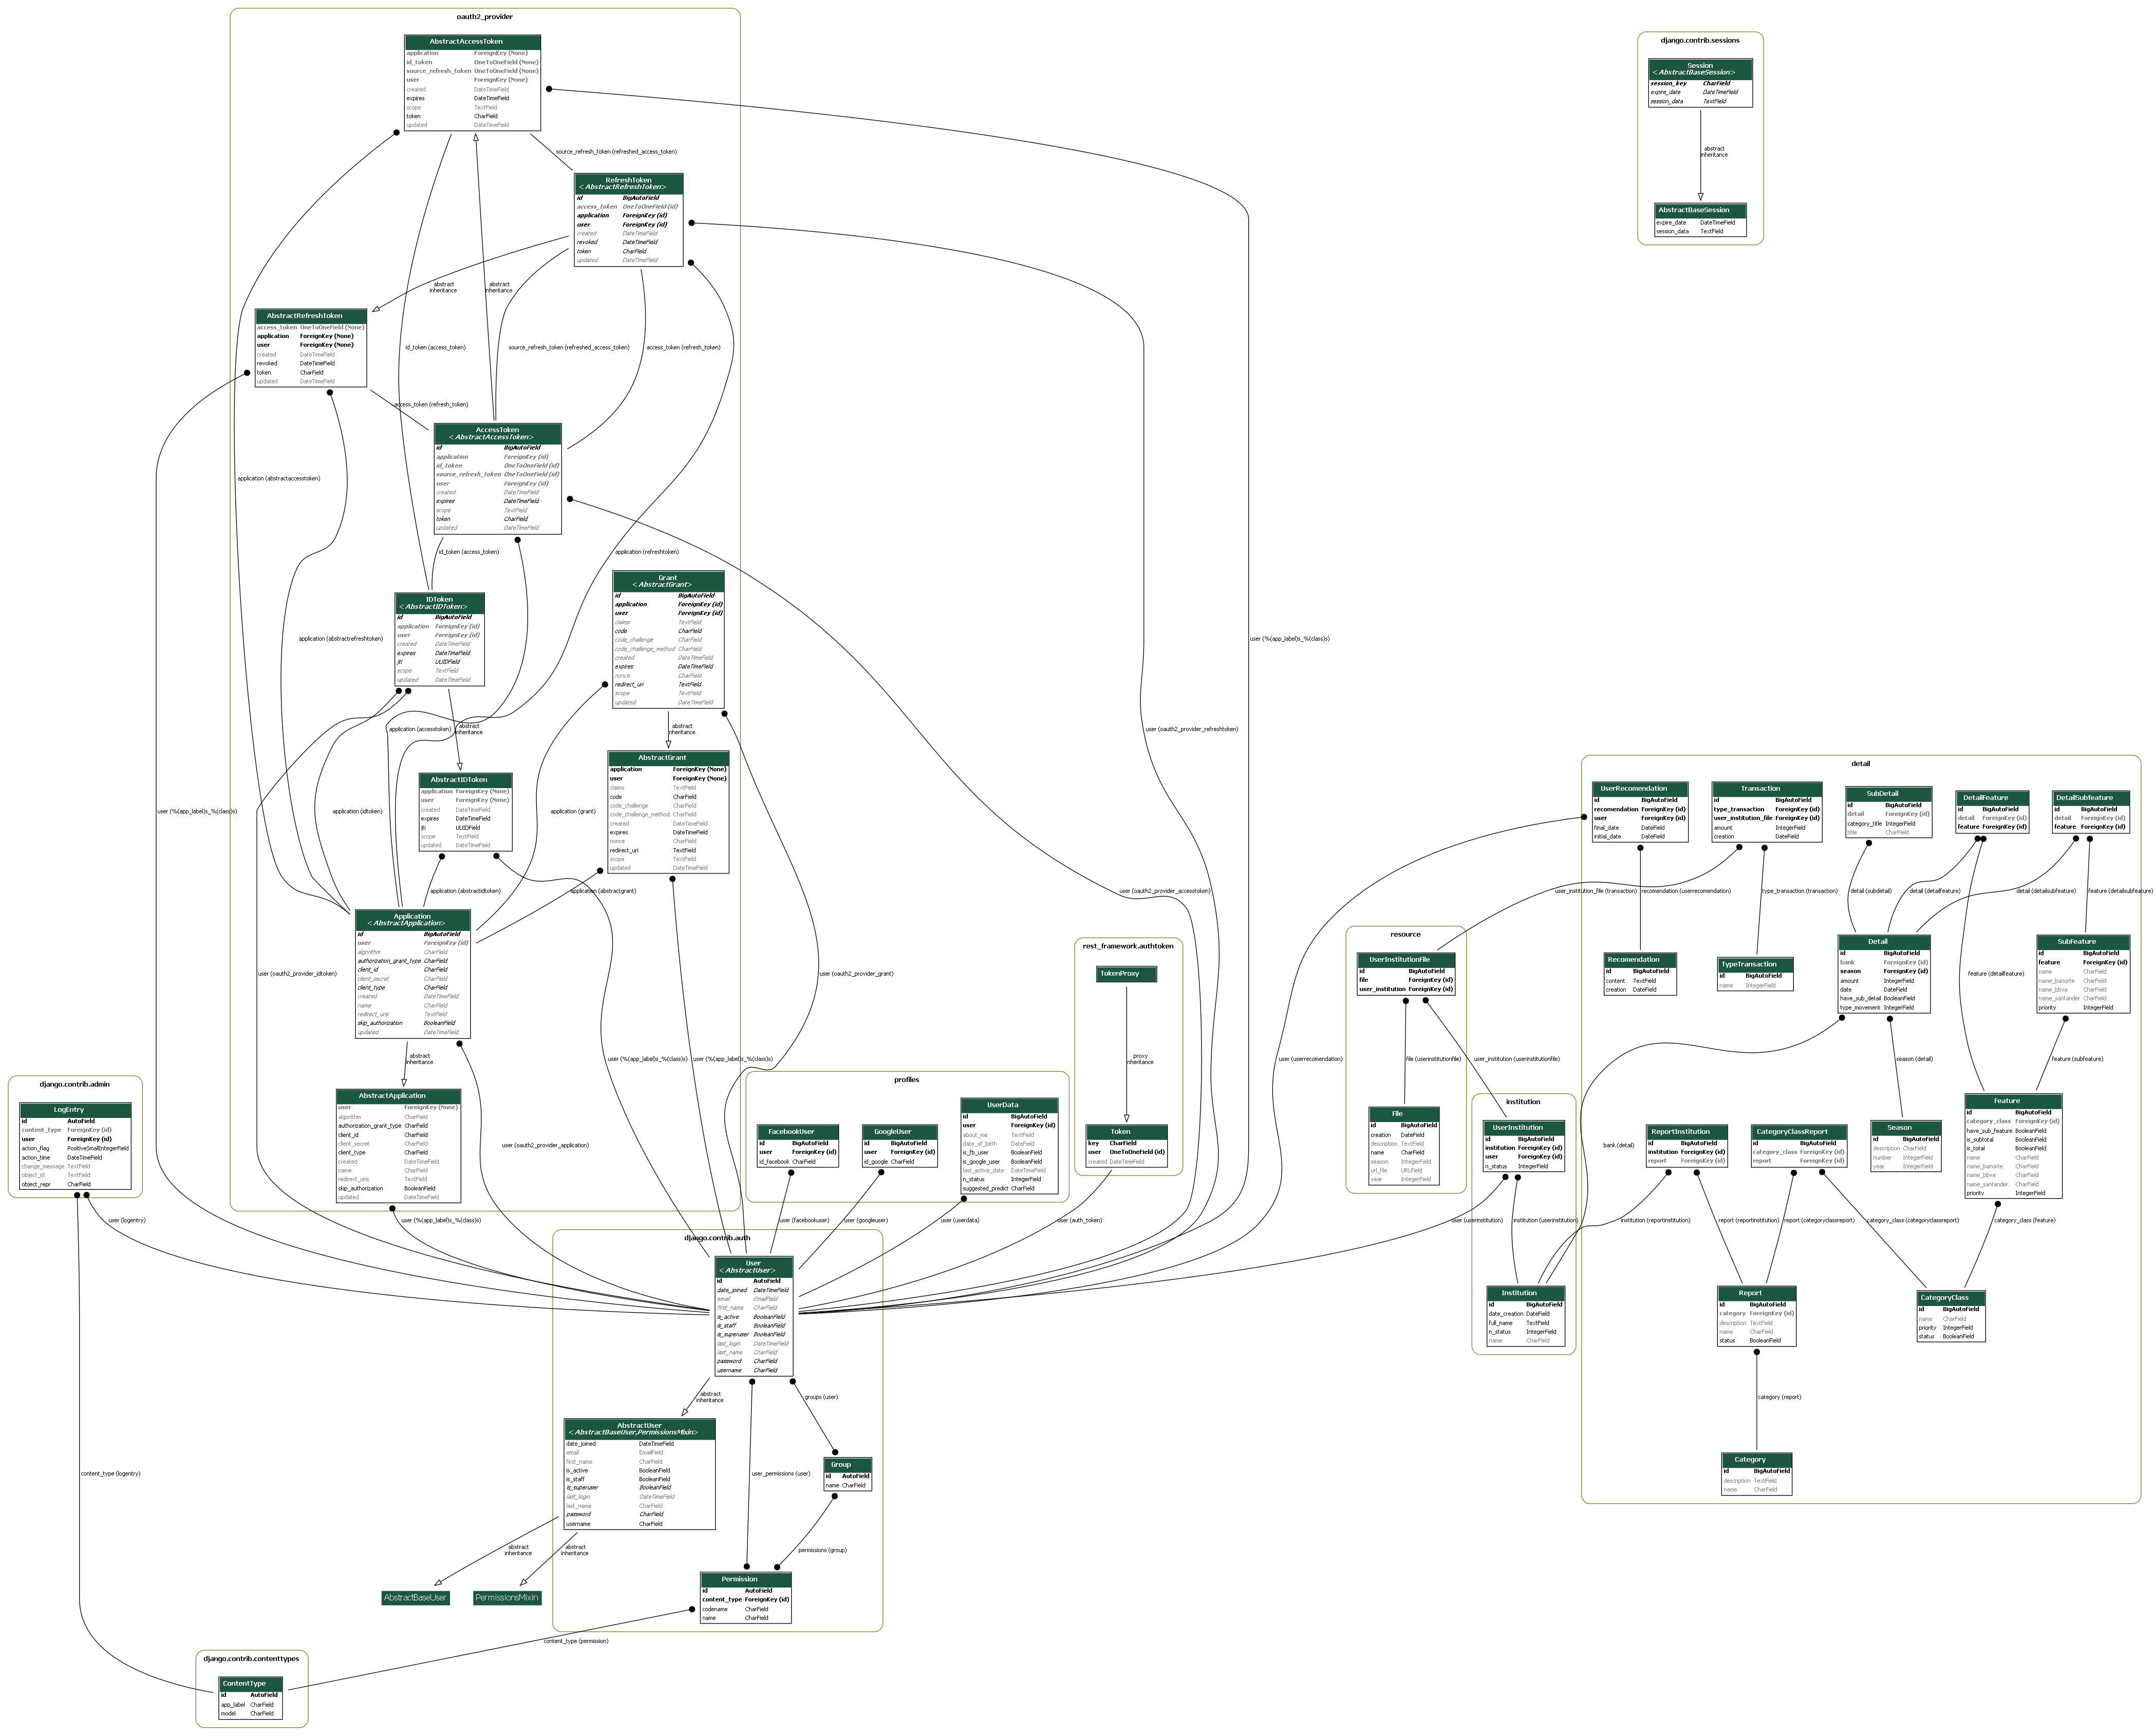 oauth2_provider
AbstractAccessToken
application ForeignKey (None)
id_token OneToOneField (None)
source_refresh_token OneToOneField (None)
user ForeignKey (None)
created DateTimeField
expires DateTimeField
scope TextField
token CharField
updated DateTimeField
source_refresh_token (refreshed_access_token)
RefreshToken
<AbstractRefreshToken>
id BigAutoField
access_token OneToOneField (id)
application ForeignKey (id)
user ForeignKey (id)
created DateTimeField
revoked DateTimeField
token CharField
updated DateTimeField
abstract
inheritance
abstract
inheritance
AbstractRefreshToken
access_token OneToOneField (None)
application ForeignKey (None)
user ForeignKey (None)
created DateTimeField
revoked DateTimeField
token CharField
updated DateTimeField
id_token (access_token)
source_refresh_token (refreshed_access_token)
access_token (refresh_token)
access_token (refresh_token)
AccessToken
<AbstractAccessToken>
id BigAutoField
application ForeignKey (id)
id_token OneToOneField (id)
source_refresh_token OneToOneField (id)
user ForeignKey (id)
created DateTimeField
expires DateTimeField
scope TextField
token CharField
updated DateTimeField
application (abstractaccesstoken)
id_token (access_token)
application (refreshtoken)
IDToken
<AbstractIDToken>
id BigAutoField
application ForeignKey (id)
user ForeignKey (id)
created DateTimeField
expires DateTimeField
jti UUIDField
scope TextField
updated DateTimeField
Grant
<AbstractGrant>
id BigAutoField
application ForeignKey (id)
user ForeignKey (id)
claims TextField
code CharField
code_challenge CharField
code_challenge_method CharField
created DateTimeField
expires DateTimeField
nonce CharField
redirect_uri TextField
scope TextField
updated DateTimeField
application (abstractrefreshtoken)
application (accesstoken)
abstract
inheritance
abstract
inheritance
AbstractIDToken
application ForeignKey (None)
user ForeignKey (None)
created DateTimeField
expires DateTimeField
jti UUIDField
scope TextField
updated DateTimeField
AbstractGrant
application ForeignKey (None)
user ForeignKey (None)
claims TextField
code CharField
code_challenge CharField
code_challenge_method CharField
created DateTimeField
expires DateTimeField
nonce CharField
redirect_uri TextField
scope TextField
updated DateTimeField
user (%(app_label)s_%(class)s)
application (idtoken)
application (grant)
application (abstractidtoken)
application (abstractgrant)
Application
<AbstractApplication>
id BigAutoField
user ForeignKey (id)
algorithm CharField
authorization_grant_type CharField
client_id CharField
client_secret CharField
client_type CharField
created DateTimeField
name CharField
redirect_uris TextField
skip_authorization BooleanField
updated DateTimeField
user (oauth2_provider_idtoken)
abstract
inheritance
user (%(app_label)s_%(class)s)
user (%(app_label)s_%(class)s)
user (oauth2_provider_grant)
AbstractApplication
user ForeignKey (None)
algorithm CharField
authorization_grant_type CharField
client_id CharField
client_secret CharField
client_type CharField
created DateTimeField
name CharField
redirect_uris TextField
skip_authorization BooleanField
updated DateTimeField
user (oauth2_provider_application)
user (%(app_label)s_%(class)s)
user (%(app_label)s_%(class)s)
user (oauth2_provider_refreshtoken)
user (oauth2_provider_accesstoken)
django.contrib.sessions
Session
<AbstractBaseSession>
session_key CharField
expire_date DateTimeField
session_data TextField
abstract
inheritance
AbstractBaseSession
expire_date DateTimeField
session_data TextField
django.contrib.admin
LogEntry
id AutoField
content_type ForeignKey (id)
user ForeignKey (id)
action_flag PositiveSmallIntegerField
action_time DateTimeField
change_message TextField
object_id TextField
object_repr CharField
user (logentry)
content_type (logentry)
profiles
FacebookUser
id BigAutoField
user ForeignKey (id)
id_facebook CharField
GoogleUser
id BigAutoField
user ForeignKey (id)
id_google CharField
UserData
id BigAutoField
user ForeignKey (id)
about_me TextField
date_of_birth DateField
is_fb_user BooleanField
is_google_user BooleanField
last_active_date DateTimeField
n_status IntegerField
suggested_predict CharField
user (facebookuser)
user (googleuser)
user (userdata)
rest_framework.authtoken
TokenProxy
proxy
inheritance
Token
key CharField
user OneToOneField (id)
created DateTimeField
user (auth_token)
django.contrib.auth
User
<AbstractUser>
id AutoField
date_joined DateTimeField
email EmailField
first_name CharField
is_active BooleanField
is_staff BooleanField
is_superuser BooleanField
last_login DateTimeField
last_name CharField
password CharField
username CharField
abstract
inheritance
groups (user)
AbstractUser
<AbstractBaseUser,PermissionsMixin>
date_joined DateTimeField
email EmailField
first_name CharField
is_active BooleanField
is_staff BooleanField
is_superuser BooleanField
last_login DateTimeField
last_name CharField
password CharField
username CharField
user_permissions (user)
Group
id AutoField
name CharField
abstract
inheritance
abstract
inheritance
permissions (group)
AbstractBaseUser
PermissionsMixin
Permission
id AutoField
content_type ForeignKey (id)
codename CharField
name CharField
content_type (permission)
django.contrib.contenttypes
ContentType
id AutoField
app_label CharField
model CharField
resource
UserInstitutionFile
id BigAutoField
file ForeignKey (id)
user_institution ForeignKey (id)
file (userinstitutionfile)
user_institution (userinstitutionfile)
File
id BigAutoField
creation DateField
description TextField
name CharField
season IntegerField
url_file URLField
year IntegerField
institution
UserInstitution
id BigAutoField
institution ForeignKey (id)
user ForeignKey (id)
n_status IntegerField
user (userinstitution)
institution (userinstitution)
Institution
id BigAutoField
date_creation DateField
full_name TextField
n_status IntegerField
name CharField
detail
UserRecomendation
id BigAutoField
recomendation ForeignKey (id)
user ForeignKey (id)
final_date DateField
initial_date DateField
Transaction
id BigAutoField
type_transaction ForeignKey (id)
user_institution_file ForeignKey (id)
amount IntegerField
creation DateField
SubDetail
id BigAutoField
detail ForeignKey (id)
category_title IntegerField
title CharField
DetailFeature
id BigAutoField
detail ForeignKey (id)
feature ForeignKey (id)
DetailSubfeature
id BigAutoField
detail ForeignKey (id)
feature ForeignKey (id)
user_institution_file (transaction)
recomendation (userrecomendation)
type_transaction (transaction)
detail (subdetail)
detail (detailfeature)
detail (detailsubfeature)
feature (detailsubfeature)
Recomendation
id BigAutoField
content TextField
creation DateField
TypeTransaction
id BigAutoField
name IntegerField
Detail
id BigAutoField
bank ForeignKey (id)
season ForeignKey (id)
amount IntegerField
date DateField
have_sub_detail BooleanField
type_movement IntegerField
SubFeature
id BigAutoField
feature ForeignKey (id)
name CharField
name_banorte CharField
name_bbva CharField
name_santander CharField
priority IntegerField
feature (detailfeature)
user (userrecomendation)
season (detail)
feature (subfeature)
bank (detail)
ReportInstitution
id BigAutoField
institution ForeignKey (id)
report ForeignKey (id)
CategoryClassReport
id BigAutoField
category_class ForeignKey (id)
report ForeignKey (id)
Season
id BigAutoField
description CharField
number IntegerField
year IntegerField
Feature
id BigAutoField
category_class ForeignKey (id)
have_sub_feature BooleanField
is_subtotal BooleanField
is_total BooleanField
name CharField
name_banorte CharField
name_bbva CharField
name_santander CharField
priority IntegerField
institution (reportinstitution)
report (reportinstitution)
report (categoryclassreport)
category_class (categoryclassreport)
category_class (feature)
Report
id BigAutoField
category ForeignKey (id)
description TextField
name CharField
status BooleanField
CategoryClass
id BigAutoField
name CharField
priority IntegerField
status BooleanField
category (report)
Category
id BigAutoField
description TextField
name CharField